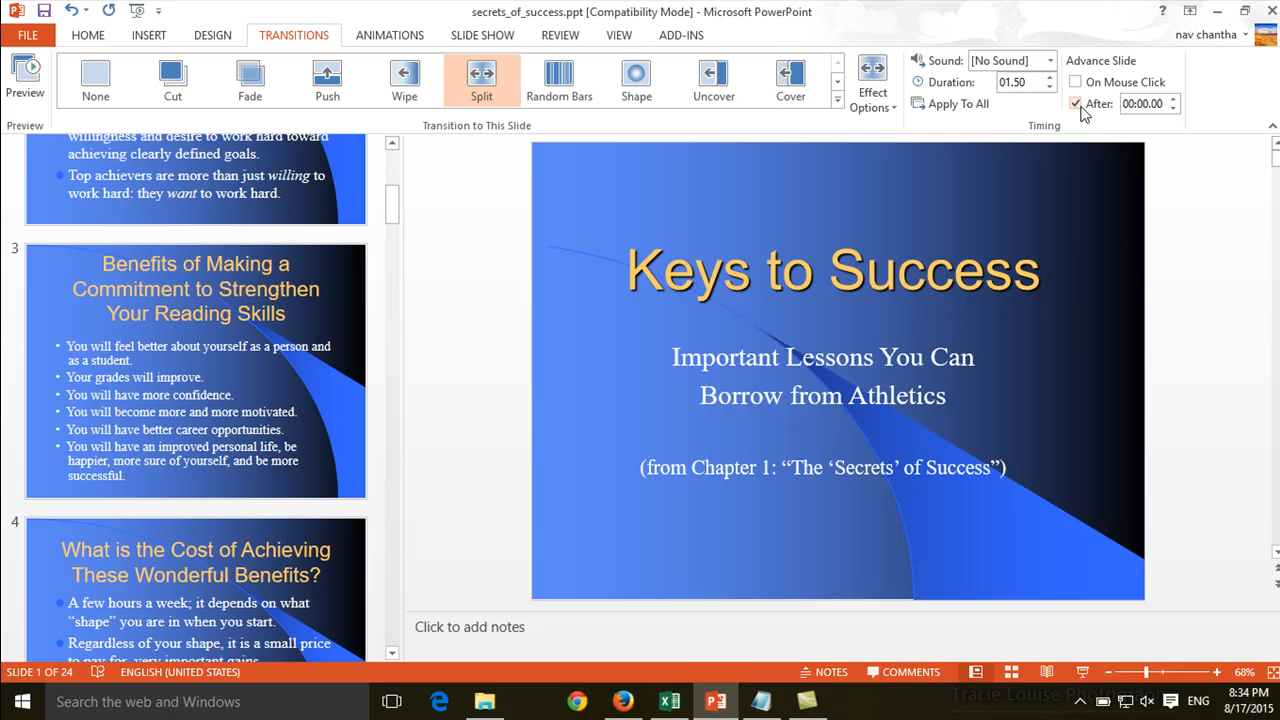 secrets_of_success.ppt [Compatibility Mode] - Microsoft PowerPoint
?
FILE HOME INSERT DESIGN TRANSITIONS ANIMATIONS SLIDE SHOW REVIEW VIEW ADD-INS nav chantha
Preview
None Cut Fade Push Wipe Split Random Bars Shape Uncover Cover
Effect
Options
Sound: [No Sound]
Duration: 01.50
Apply To All
Advance Slide
On Mouse Click
After: 00:00.00
Preview Transition to This Slide Timing
willingness and desire to work hard toward
achieving clearly defined goals.
Top achievers are more than just willing to
work hard: they want to work hard.
3
Benefits of Making a
Commitment to Strengthen
Your Reading Skills
• You will feel better about yourself as a person and
as a student.
• Your grades will improve.
• You will have more confidence.
• You will become more and more motivated.
• You will have better career opportunities.
• You will have an improved personal life, be
happier, more sure of yourself, and be more
successful.
4
What is the Cost of Achieving
These Wonderful Benefits?
A few hours a week; it depends on what
“shape” you are in when you start.
Regardless of your shape, it is a small price
to pay for very important gains
Keys to Success
Important Lessons You Can
Borrow from Athletics
(from Chapter 1: “The ‘Secrets’ of Success”)
Click to add notes
SLIDE 1 OF 24 ENGLISH (UNITED STATES) NOTES COMMENTS 68%
Search the web and Windows
Tracie Louise Photography
ENG
8:34 PM
8/17/2015